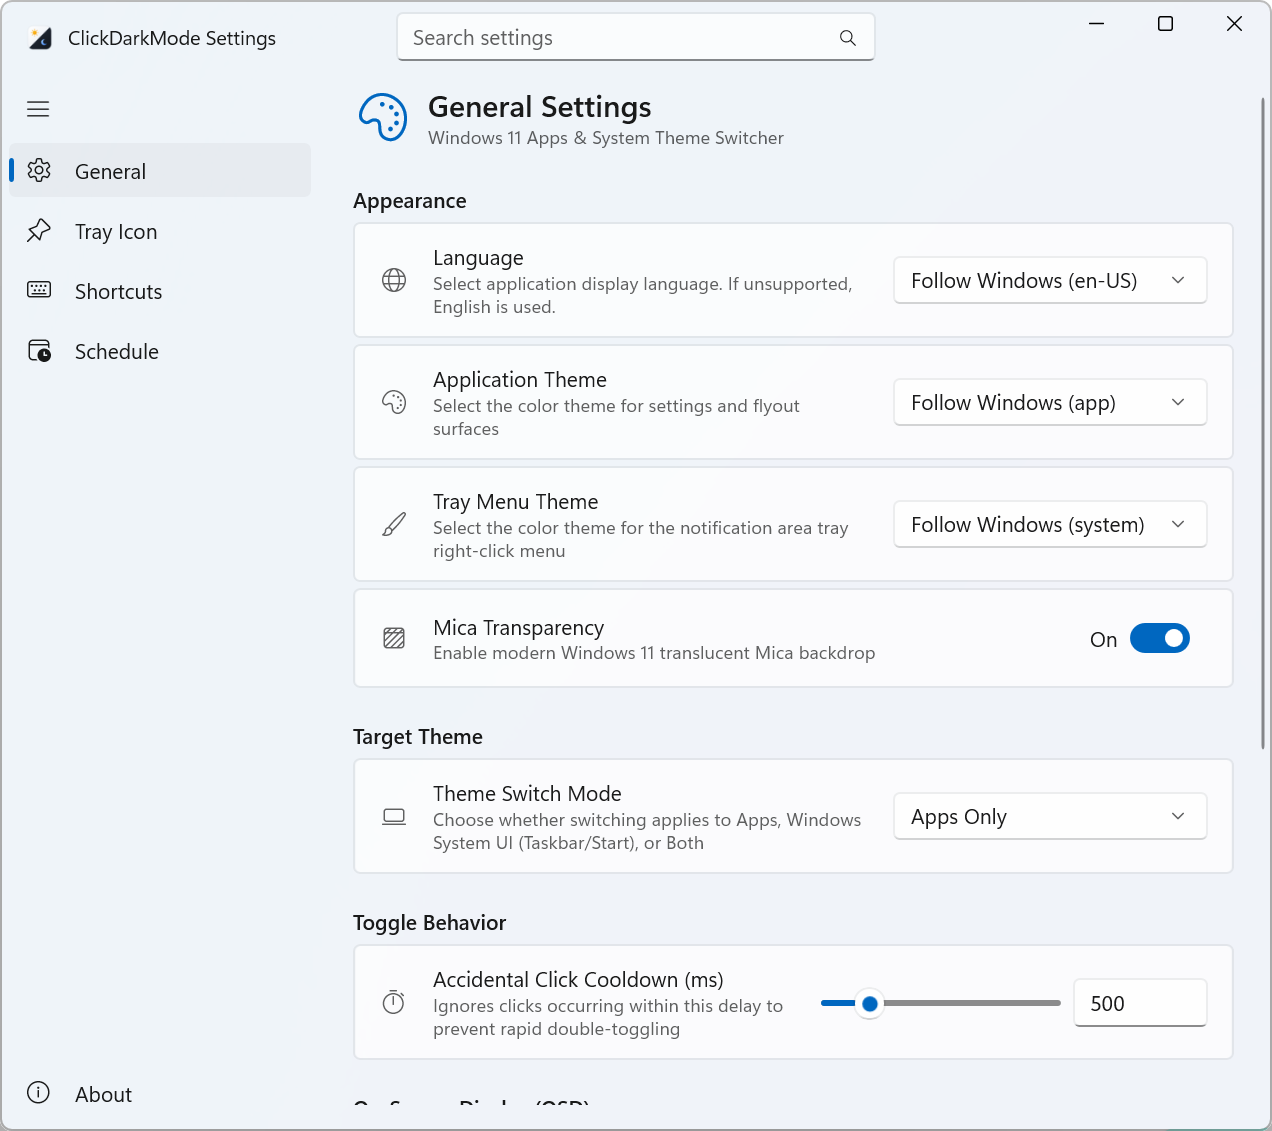 ClickDarkMode Settings
Search settings
General Settings
Windows 11 Apps & System Theme Switcher
General
Tray Icon
Shortcuts
Schedule
About
Appearance
Language
Select application display language. If unsupported,
English is used.
Follow Windows (en-US)
Application Theme
Select the color theme for settings and flyout
surfaces
Follow Windows (app)
Tray Menu Theme
Select the color theme for the notification area tray
right-click menu
Follow Windows (system)
Mica Transparency
Enable modern Windows 11 translucent Mica backdrop
On
Target Theme
Theme Switch Mode
Choose whether switching applies to Apps, Windows
System UI (Taskbar/Start), or Both
Apps Only
Toggle Behavior
Accidental Click Cooldown (ms)
Ignores clicks occurring within this delay to
prevent rapid double-toggling
500